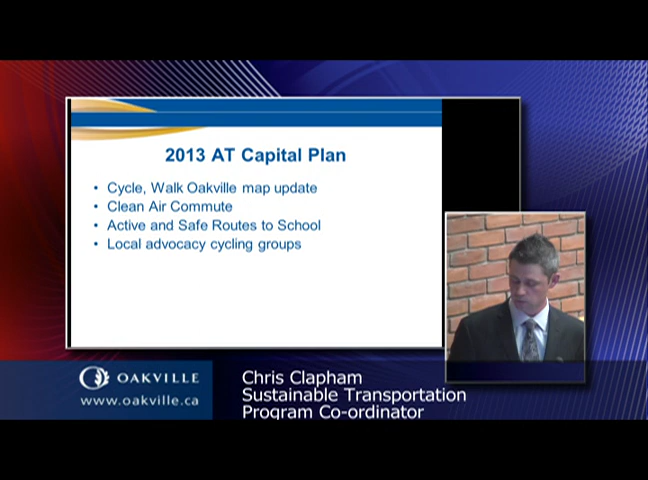 2013 AT Capital Plan
• Cycle, Walk Oakville map update
• Clean Air Commute
• Active and Safe Routes to School
• Local advocacy cycling groups
OAKVILLE
www.oakville.ca
Chris Clapham
Sustainable Transportation
Program Co-ordinator